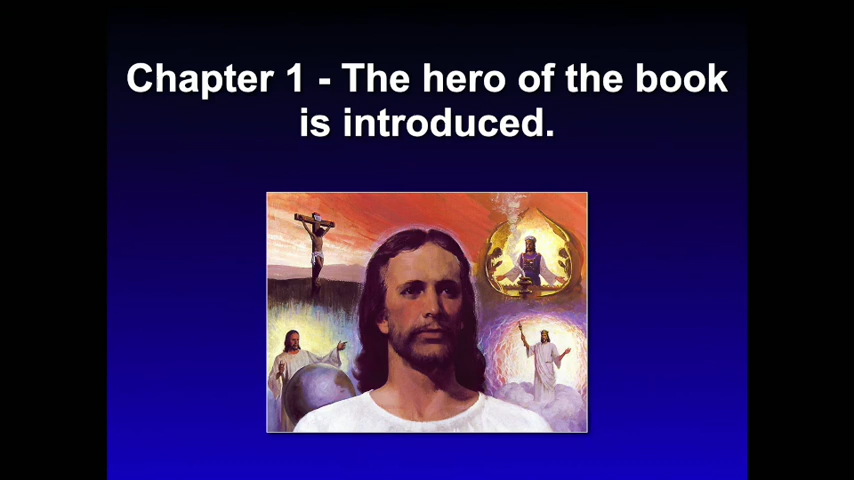 Chapter 1 - The hero of the book
is introduced.